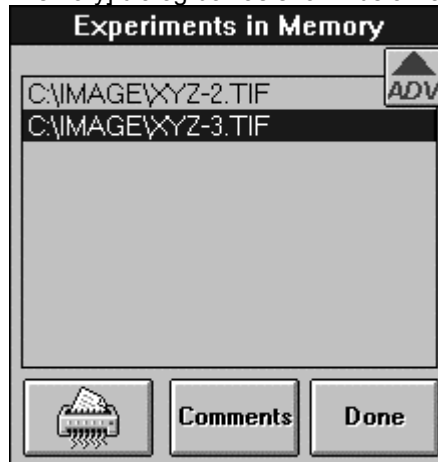 Experiments in Memory
ADV
C:\IMAGE\XYZ-2.TIF
C:\IMAGE\XYZ-3.TIF
Comments
Done